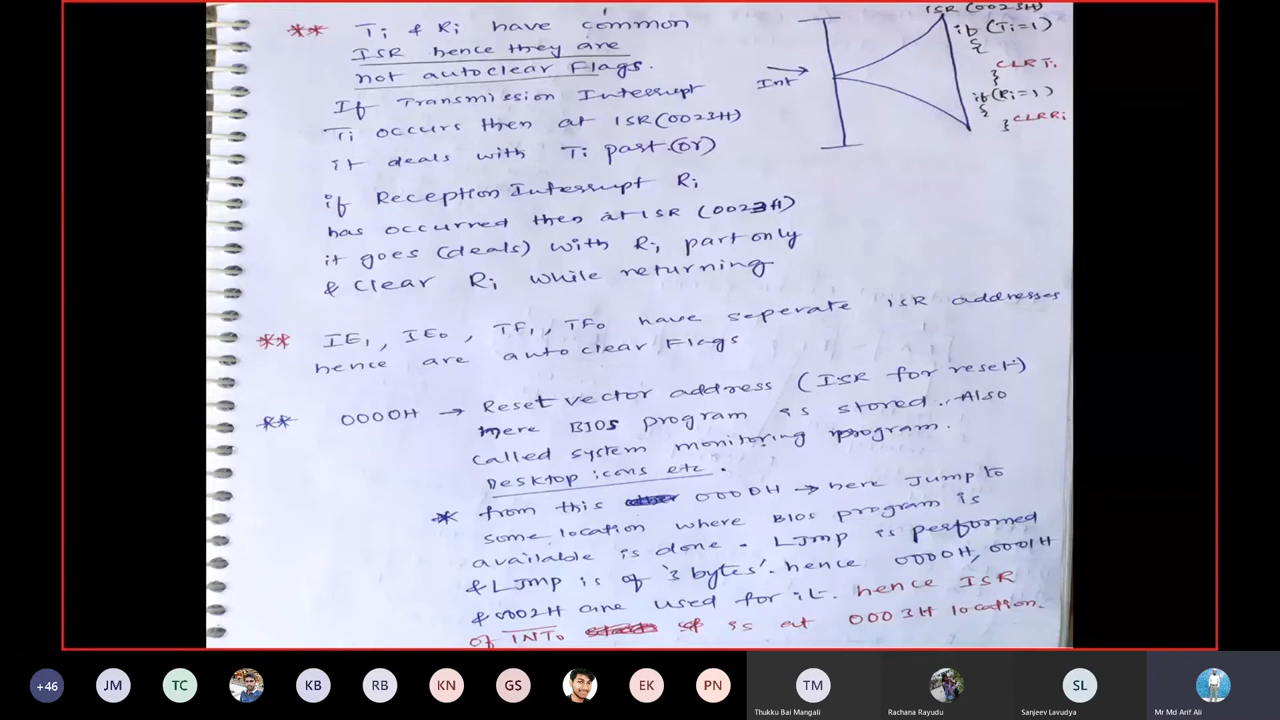 ** Ti & Ri have common
ISR hence they are
not autoclear Flags.
If Transmission Interrupt
Ti occurs then at ISR(0023H)
it deals with Ti part (or)
if Reception Interrupt Ri
has occurred then at ISR (0023H)
it goes (deals) with Ri part only
& clear Ri while returning
Int
ISR (0023H)
if (Ti=1)
{
CLRTi
}
if (Ri=1)
{
} CLRRi
** IE1, IE0, TF1, TF0 have seperate ISR addresses
hence are auto clear Flags
** 0000H → Reset vector address (ISR for reset)
here BIOS program is stored. Also
called system monitoring program.
Desktop icons etc.
* from this 0000H → here Jump to
some location where BIOS program is
available is done. LJmp is performed
& LJmp is of '3 bytes'. hence 0000H, 0001H
& 0002H are used for it. hence ISR
of INT0 is at 0003H location.
+46
JM
TC
KB
RB
KN
GS
EK
PN
TM
SL
Thukku Bai Mangali
Rachana Rayudu
Sanjeev Lavudya
Mr Md Arif Ali